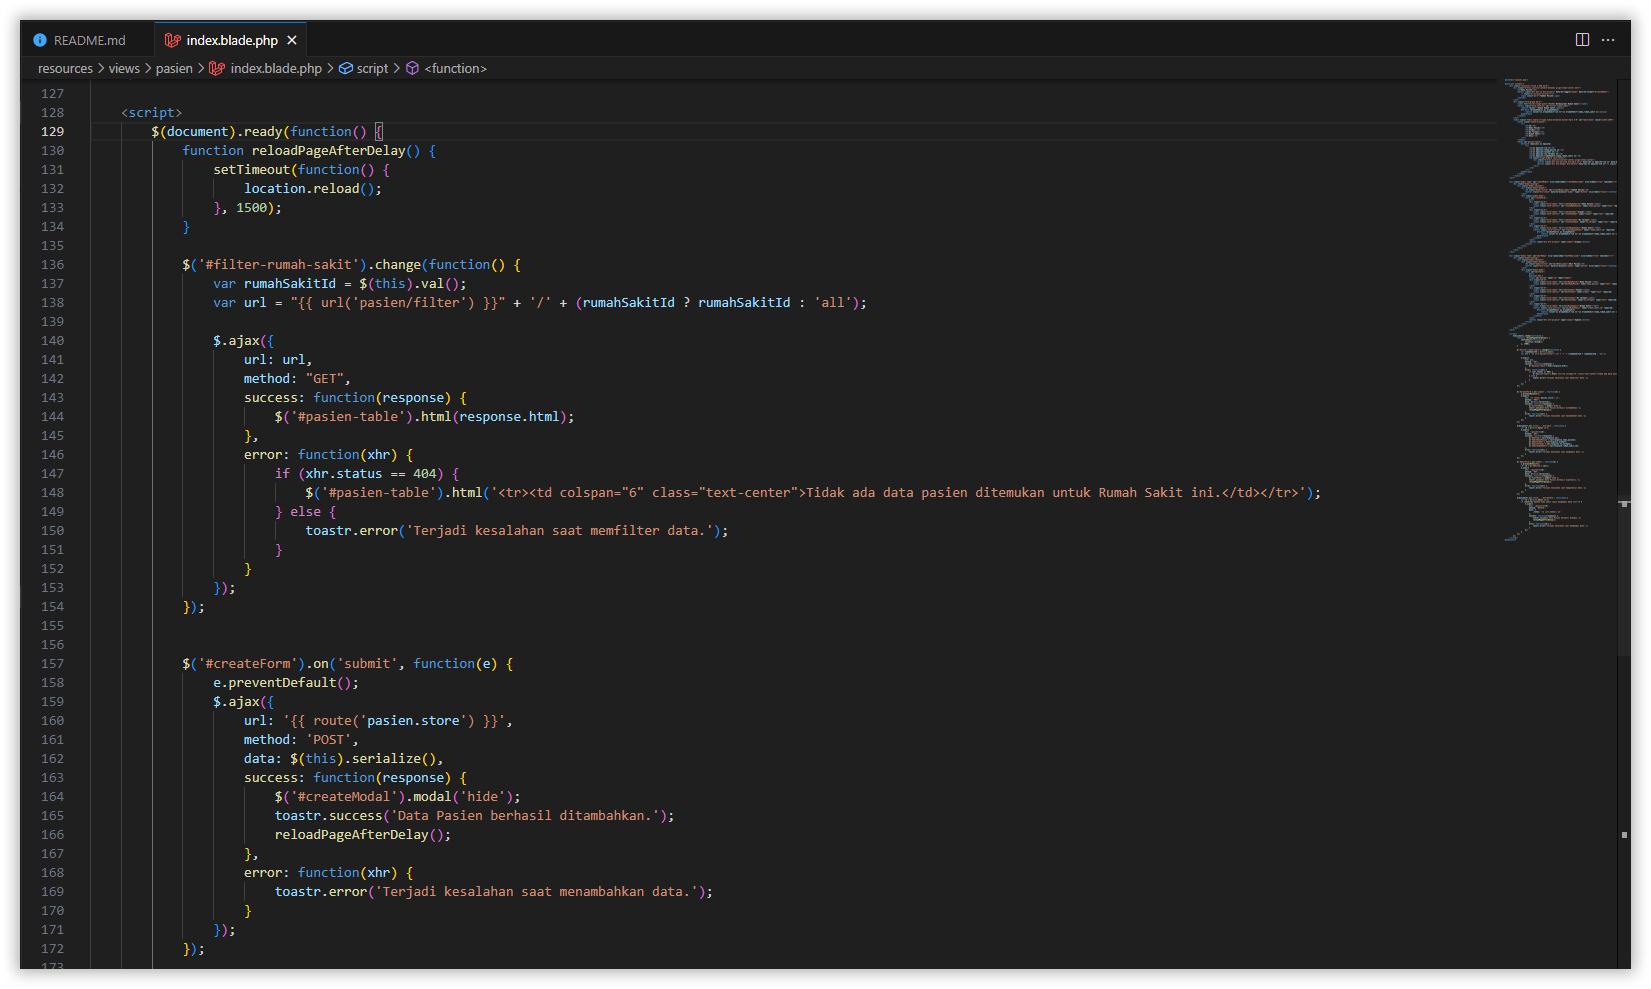 README.md
index.blade.php
resources > views > pasien > index.blade.php > script > <function>
127
128 <script>
129 $(document).ready(function() {
130 function reloadPageAfterDelay() {
131 setTimeout(function() {
132 location.reload();
133 }, 1500);
134 }
135
136 $('#filter-rumah-sakit').change(function() {
137 var rumahSakitId = $(this).val();
138 var url = "{{ url('pasien/filter') }}" + '/' + (rumahSakitId ? rumahSakitId : 'all');
139
140 $.ajax({
141 url: url,
142 method: "GET",
143 success: function(response) {
144 $('#pasien-table').html(response.html);
145 },
146 error: function(xhr) {
147 if (xhr.status == 404) {
148 $('#pasien-table').html('<tr><td colspan="6" class="text-center">Tidak ada data pasien ditemukan untuk Rumah Sakit ini.</td></tr>');
149 } else {
150 toastr.error('Terjadi kesalahan saat memfilter data.');
151 }
152 }
153 });
154 });
155
156
157 $('#createForm').on('submit', function(e) {
158 e.preventDefault();
159 $.ajax({
160 url: '{{ route('pasien.store') }}',
161 method: 'POST',
162 data: $(this).serialize(),
163 success: function(response) {
164 $('#createModal').modal('hide');
165 toastr.success('Data Pasien berhasil ditambahkan.');
166 reloadPageAfterDelay();
167 },
168 error: function(xhr) {
169 toastr.error('Terjadi kesalahan saat menambahkan data.');
170 }
171 });
172 });
173